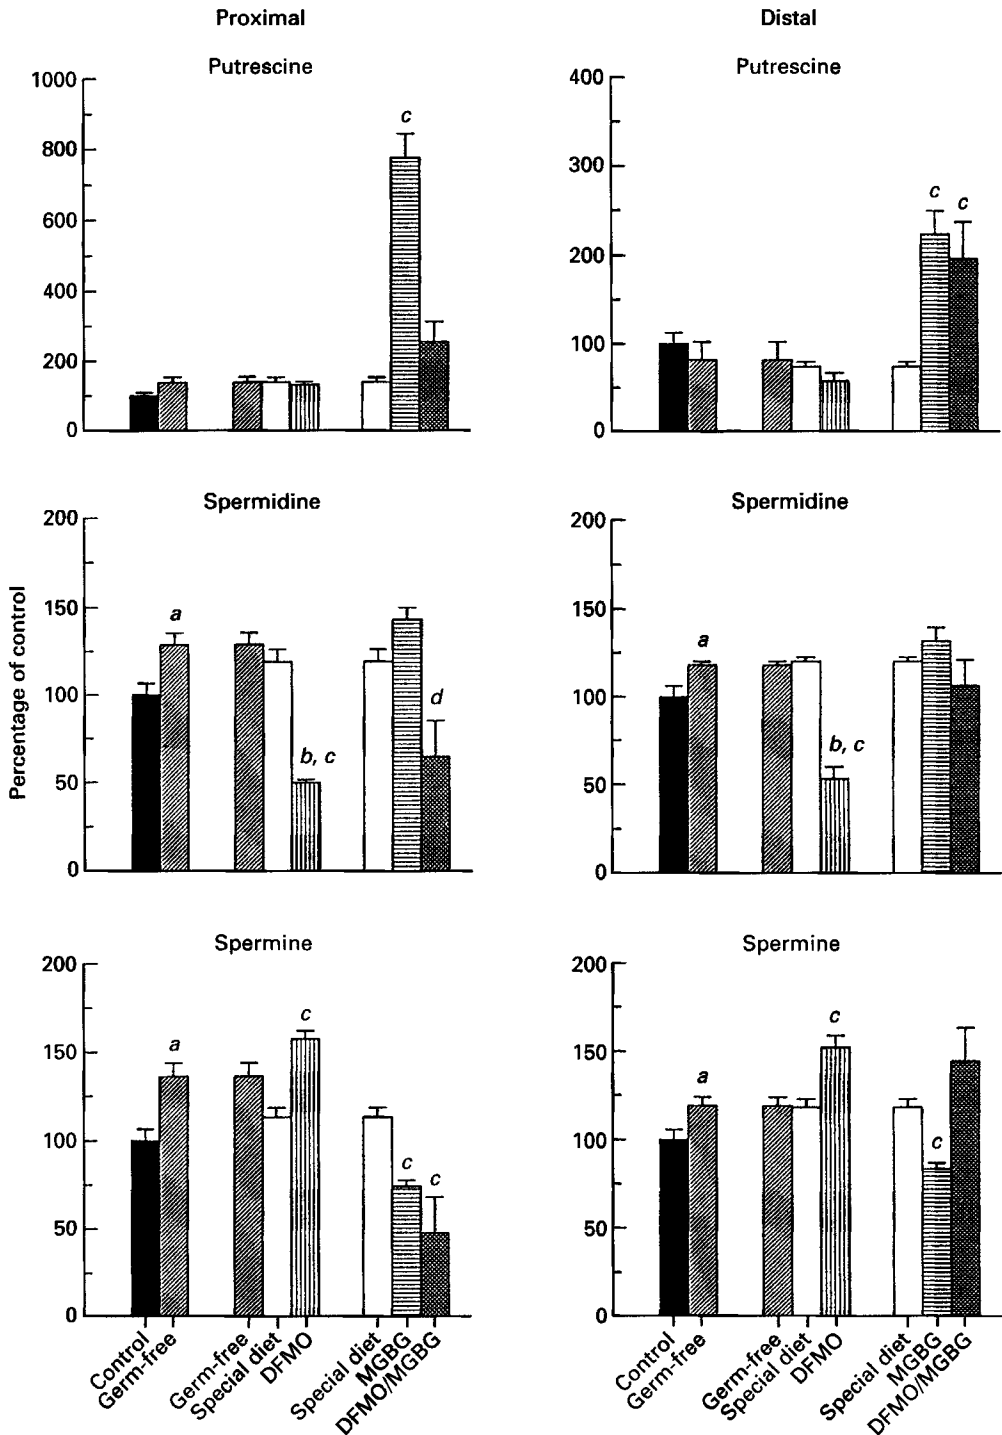 Proximal
Distal
Putrescine
Putrescine
1000
800
600
400
200
0
c
400
300
200
100
0
c
c
Percentage of control
Spermidine
Spermidine
200
150
100
50
0
a
b, c
d
200
150
100
50
0
a
b, c
Spermine
Spermine
200
150
100
50
0
a
c
c
c
200
150
100
50
0
a
c
c
Control
Germ-free
Germ-free
Special diet
DFMO
Special diet
MGBG
DFMO/MGBG
Control
Germ-free
Germ-free
Special diet
DFMO
Special diet
MGBG
DFMO/MGBG